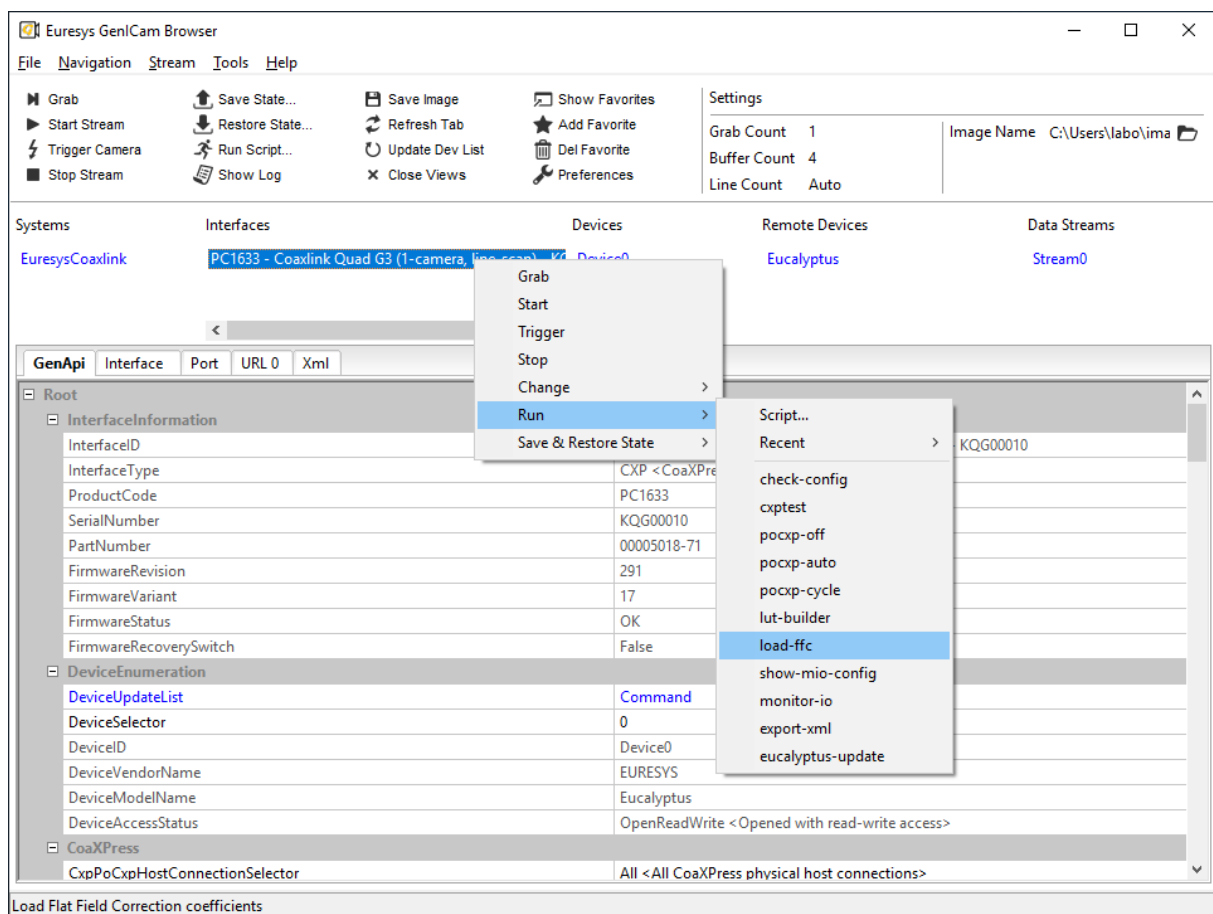 Euresys GenICam Browser
File Navigation Stream Tools Help
Grab Save State... Save Image Show Favorites Settings
Start Stream Restore State... Refresh Tab Add Favorite Grab Count 1 Image Name C:\Users\labo\ima
Trigger Camera Run Script... Update Dev List Del Favorite Buffer Count 4
Stop Stream Show Log Close Views Preferences Line Count Auto
Systems Interfaces Devices Remote Devices Data Streams
EuresysCoaxlink PC1633 - Coaxlink Quad G3 (1-camera, line-scan) - KQ Device0 Eucalyptus Stream0
Grab
Start
Trigger
Stop
Change
Run
Save & Restore State
Script...
Recent
check-config
cxptest
pocxp-off
pocxp-auto
pocxp-cycle
lut-builder
load-ffc
show-mio-config
monitor-io
export-xml
eucalyptus-update
GenApi Interface Port URL 0 Xml
Root
InterfaceInformation
InterfaceID - KQG00010
InterfaceType CXP <CoaXPre
ProductCode PC1633
SerialNumber KQG00010
PartNumber 00005018-71
FirmwareRevision 291
FirmwareVariant 17
FirmwareStatus OK
FirmwareRecoverySwitch False
DeviceEnumeration
DeviceUpdateList Command
DeviceSelector 0
DeviceID Device0
DeviceVendorName EURESYS
DeviceModelName Eucalyptus
DeviceAccessStatus OpenReadWrite <Opened with read-write access>
CoaXPress
CxpPoCxpHostConnectionSelector All <All CoaXPress physical host connections>
Load Flat Field Correction coefficients